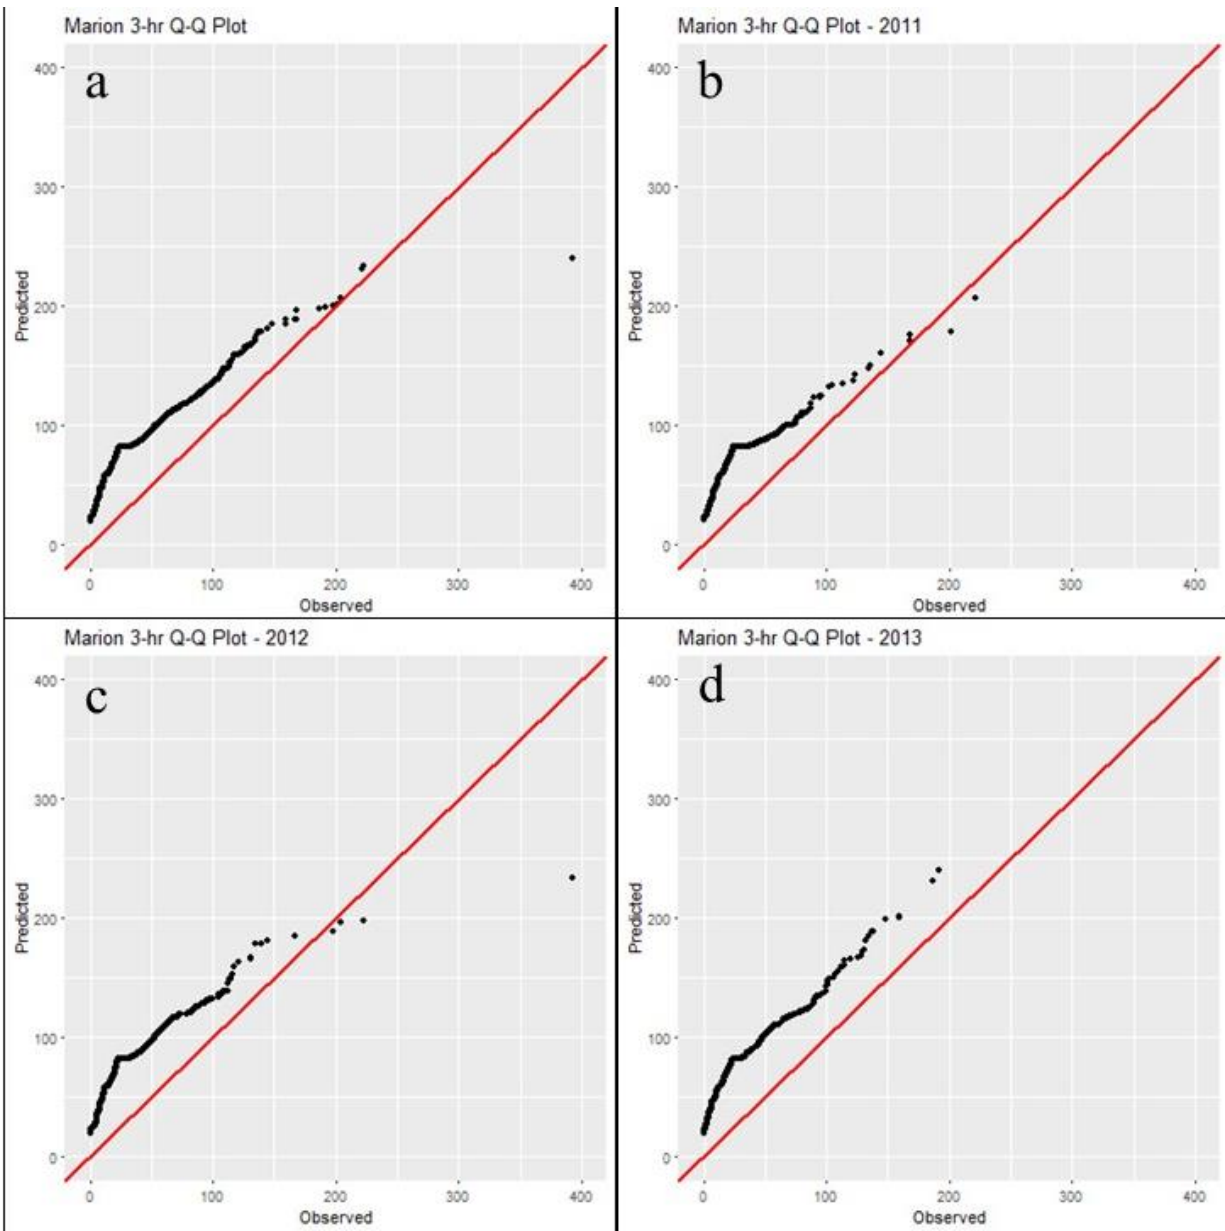 Marion 3-hr Q-Q Plot
a
400
300
200
100
0
Predicted
0 100 200 300 400
Observed
Marion 3-hr Q-Q Plot - 2011
b
400
300
200
100
0
Predicted
0 100 200 300 400
Observed
Marion 3-hr Q-Q Plot - 2012
c
400
300
200
100
0
Predicted
0 100 200 300 400
Observed
Marion 3-hr Q-Q Plot - 2013
d
400
300
200
100
0
Predicted
0 100 200 300 400
Observed